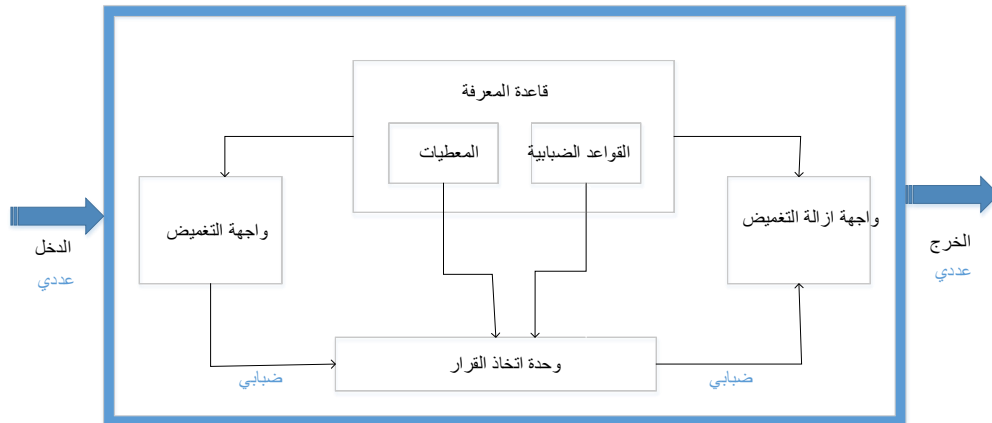 قاعدة المعرفة
المعطيات
القواعد الضبابية
واجهة التغميض
واجهة ازالة التغميض
الدخل
عددي
الخرج
عددي
وحدة اتخاذ القرار
ضبابي
ضبابي